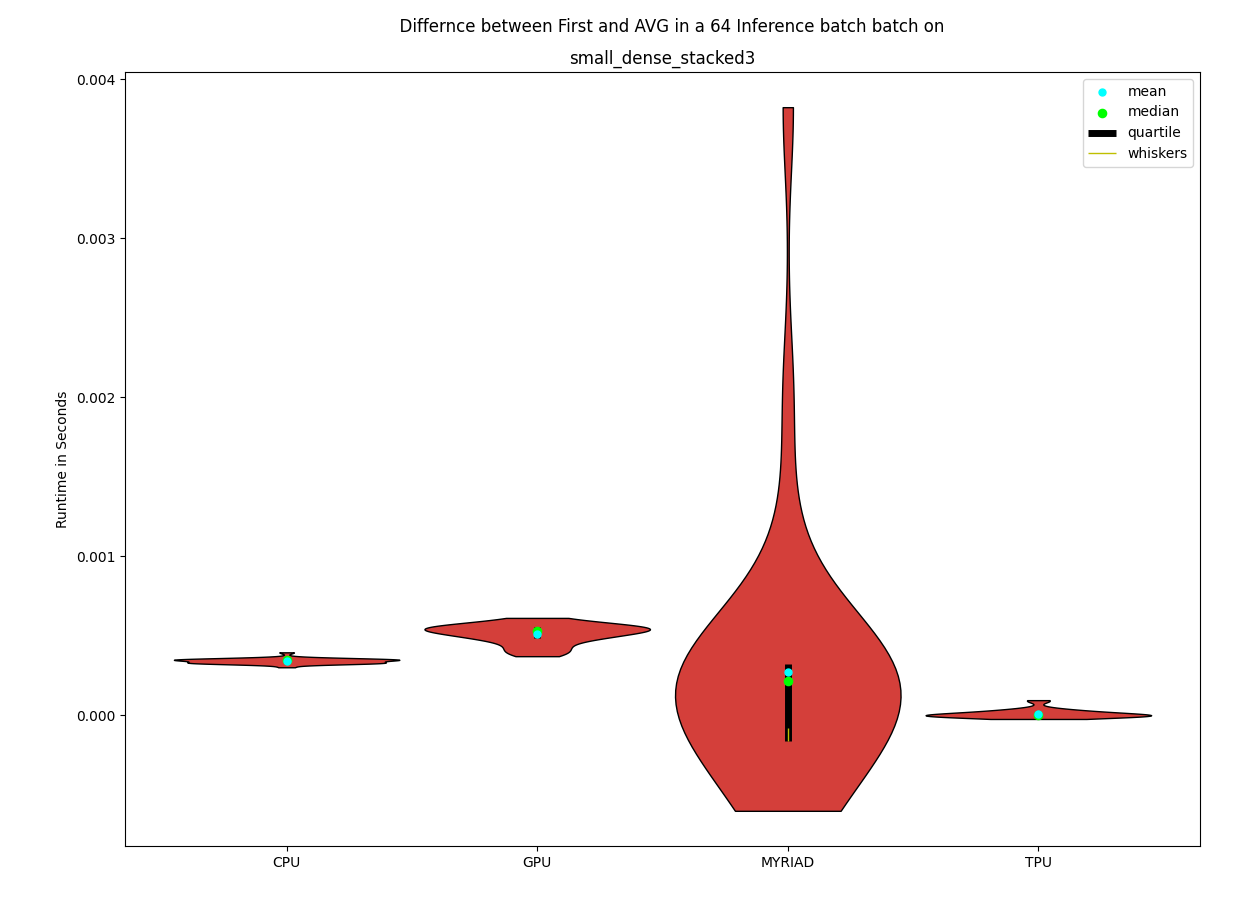 Differnce between First and AVG in a 64 Inference batch batch on
small_dense_stacked3
mean
median
quartile
whiskers
Runtime in Seconds
0.004
0.003
0.002
0.001
0.000
CPU
GPU
MYRIAD
TPU